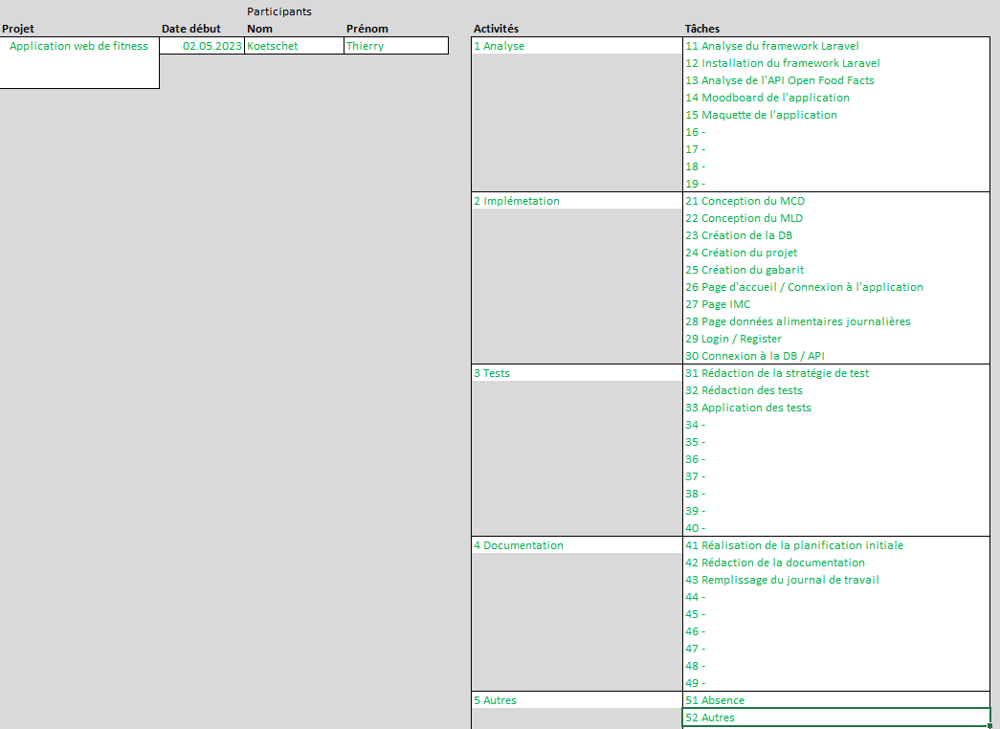 Participants
Projet Date début Nom Prénom Activités Tâches
Application web de fitness 02.05.2023 Koetschet Thierry 1 Analyse 11 Analyse du framework Laravel
12 Installation du framework Laravel
13 Analyse de l'API Open Food Facts
14 Moodboard de l'application
15 Maquette de l'application
16 -
17 -
18 -
19 -
2 Implémetation 21 Conception du MCD
22 Conception du MLD
23 Création de la DB
24 Création du projet
25 Création du gabarit
26 Page d'accueil / Connexion à l'application
27 Page IMC
28 Page données alimentaires journalières
29 Login / Register
30 Connexion à la DB / API
3 Tests 31 Rédaction de la stratégie de test
32 Rédaction des tests
33 Application des tests
34 -
35 -
36 -
37 -
38 -
39 -
40 -
4 Documentation 41 Réalisation de la planification initiale
42 Rédaction de la documentation
43 Remplissage du journal de travail
44 -
45 -
46 -
47 -
48 -
49 -
5 Autres 51 Absence
52 Autres